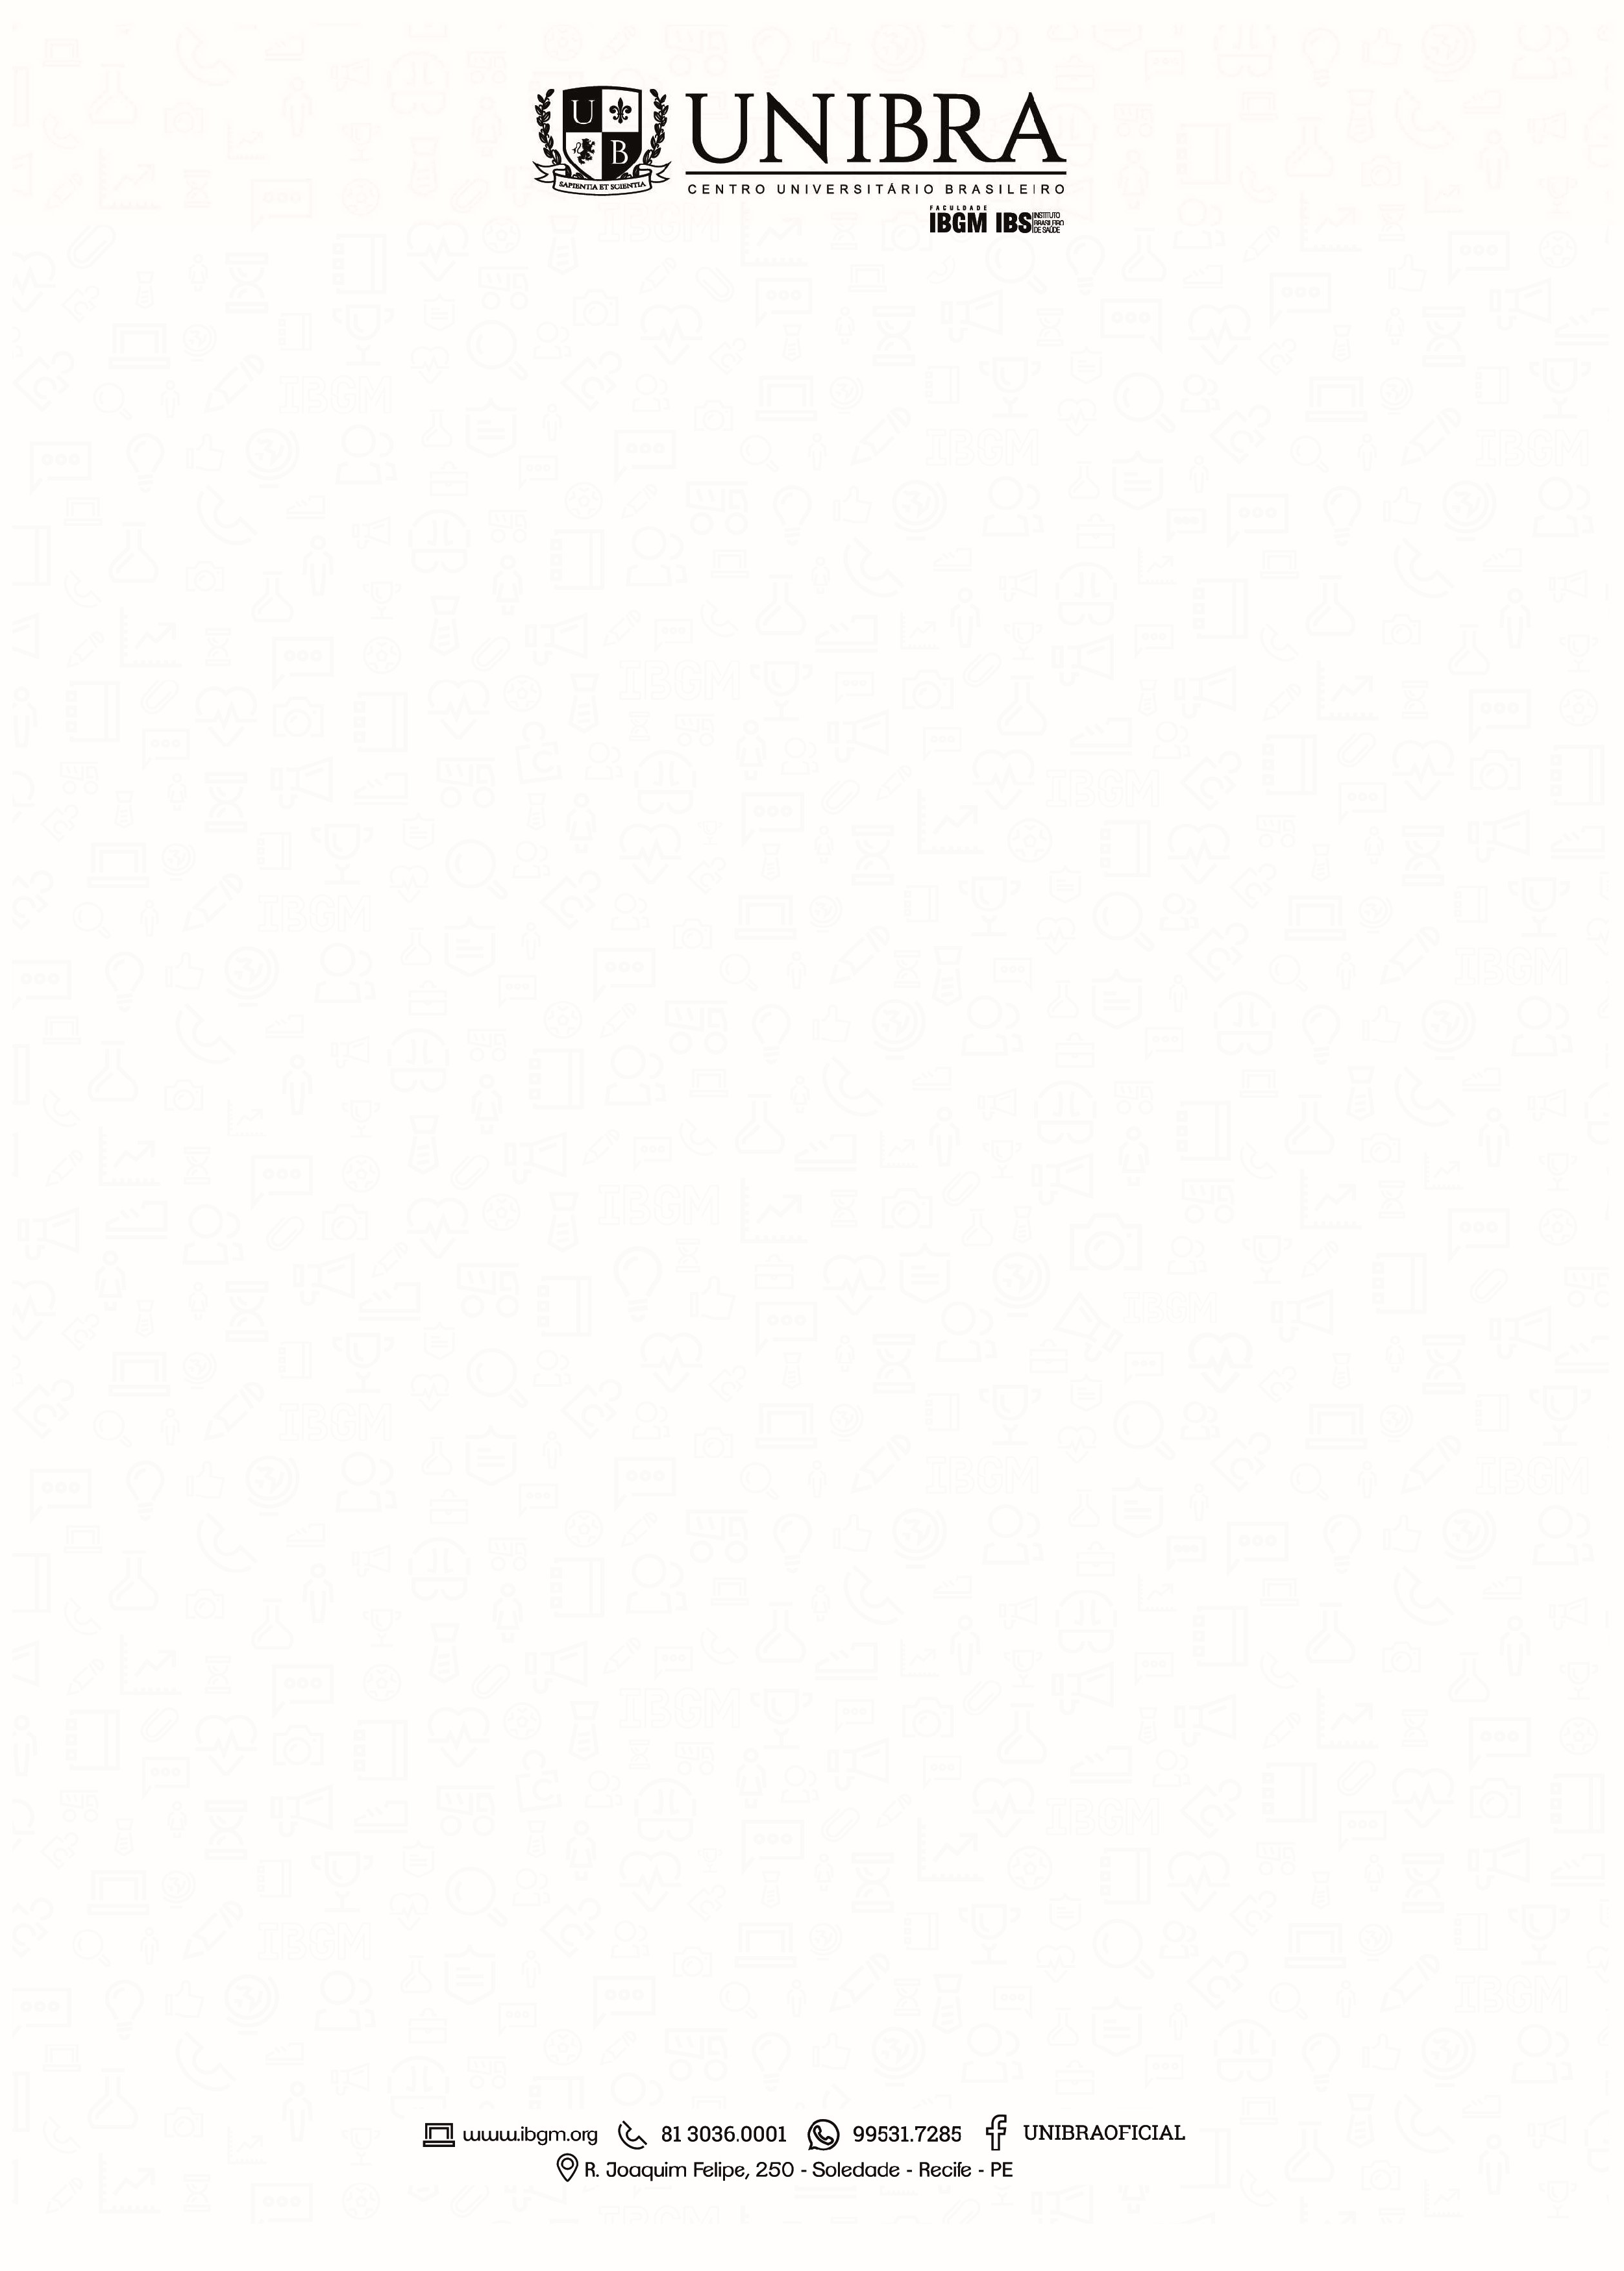 U
B
SAPIENTIA ET SCIENTIA
UNIBRA
CENTRO UNIVERSITÁRIO BRASILEIRO
FACULDADE
IBGM IBS INSTITUTO BRASILEIRO DE SAÚDE
www.ibgm.org 81 3036.0001 99531.7285 UNIBRAOFICIAL
R. Joaquim Felipe, 250 - Soledade - Recife - PE